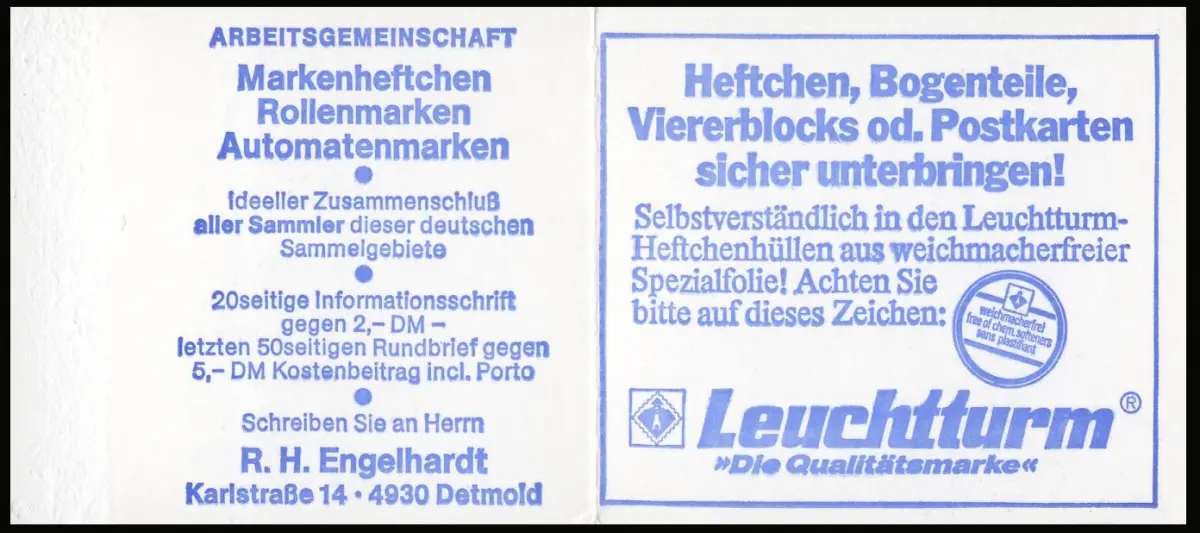 ARBEITSGEMEINSCHAFT
Markenheftchen
Rollenmarken
Automatenmarken
Ideeller Zusammenschluß
aller Sammler dieser deutschen
Sammelgebiete
20seitige Informationsschrift
gegen 2,– DM –
letzten 50seitigen Rundbrief gegen
5,– DM Kostenbeitrag incl. Porto
Schreiben Sie an Herrn
R. H. Engelhardt
Karlstraße 14 • 4930 Detmold
Heftchen, Bogenteile,
Viererblocks od. Postkarten
sicher unterbringen!
Selbstverständlich in den Leuchtturm-
Heftchenhüllen aus weichmacherfreier
Spezialfolie! Achten Sie
bitte auf dieses Zeichen:
weichmacherfrei
free of chem. softeners
sans plastifiant
Leuchtturm®
»Die Qualitätsmarke«